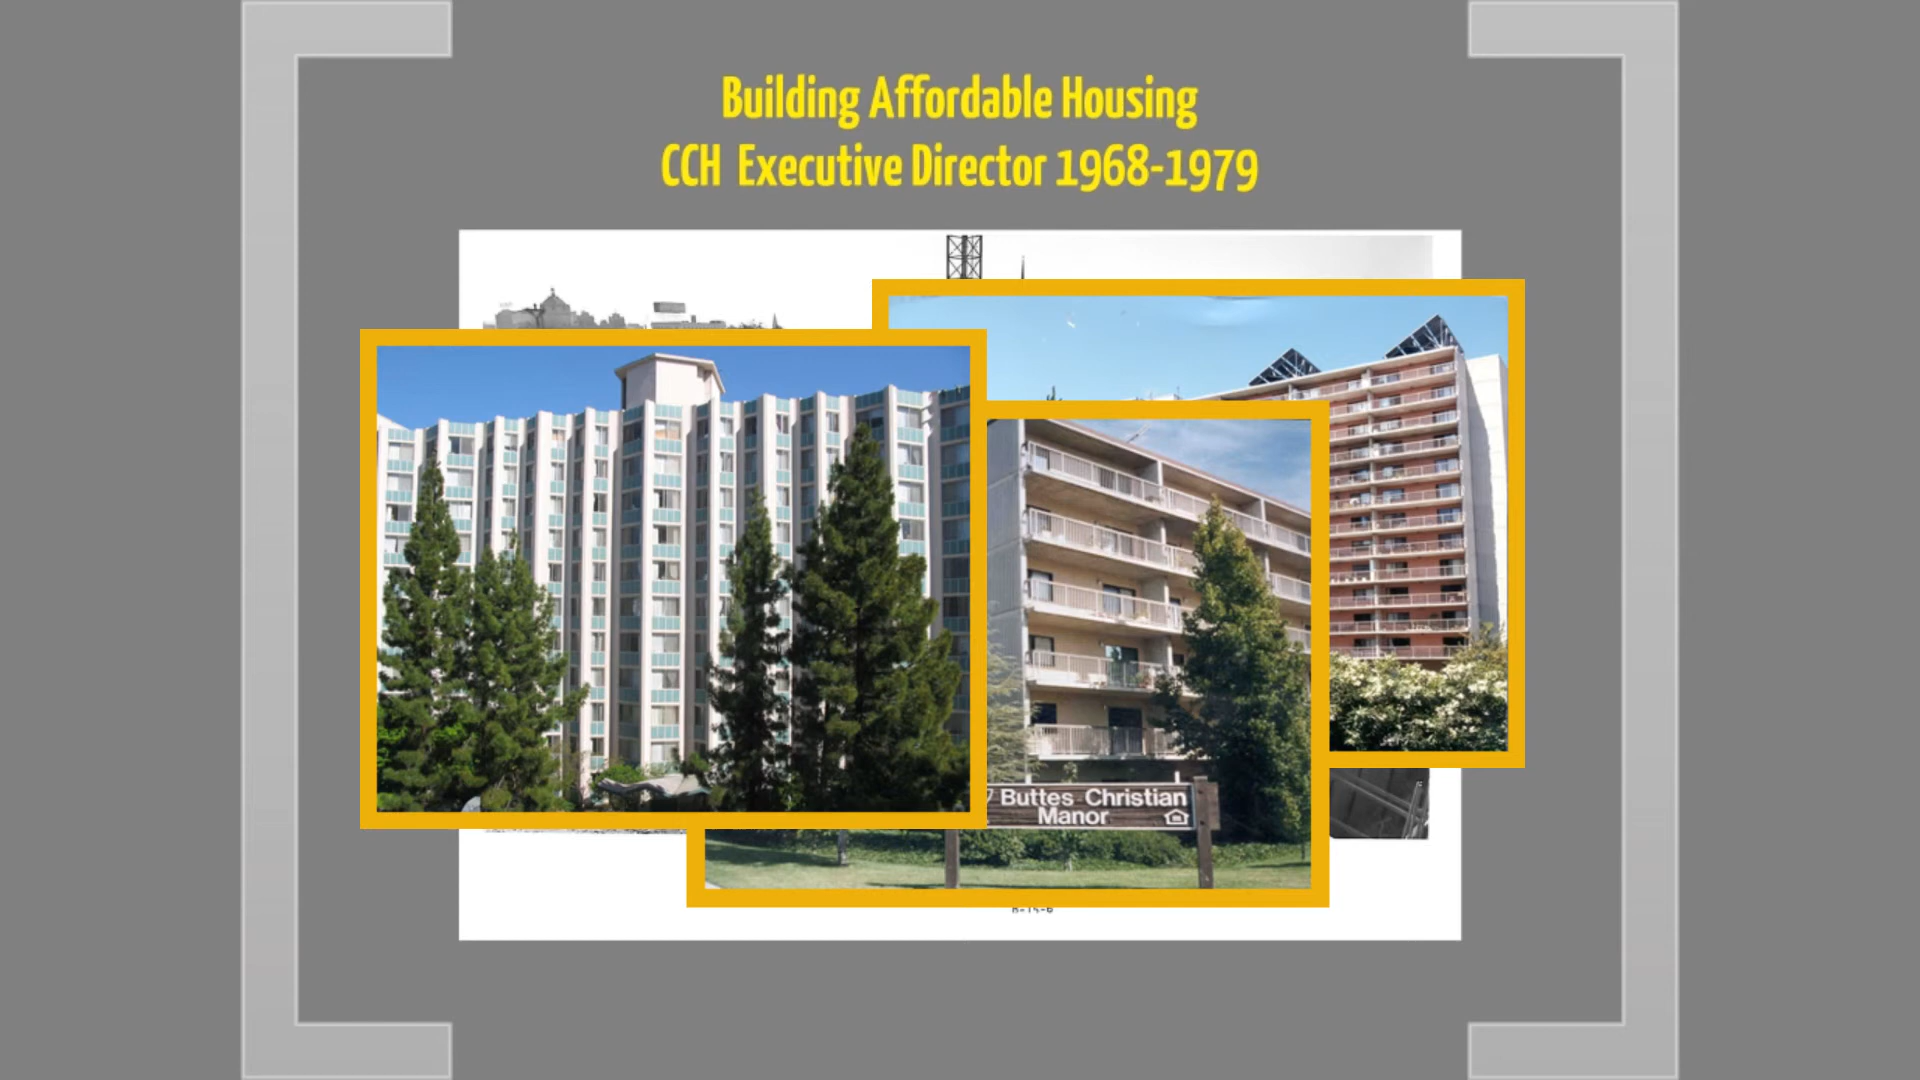 Building Affordable Housing
CCH Executive Director 1968-1979
Buttes Christian
Manor